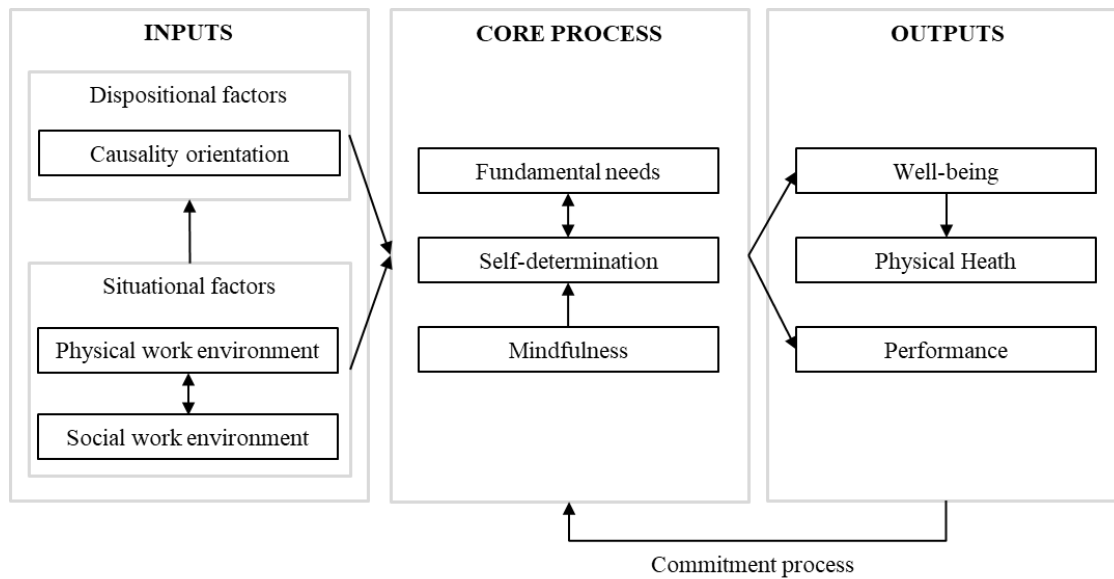 INPUTS
Dispositional factors
Causality orientation
Situational factors
Physical work environment
Social work environment
CORE PROCESS
Fundamental needs
Self-determination
Mindfulness
OUTPUTS
Well-being
Physical Heath
Performance
Commitment process